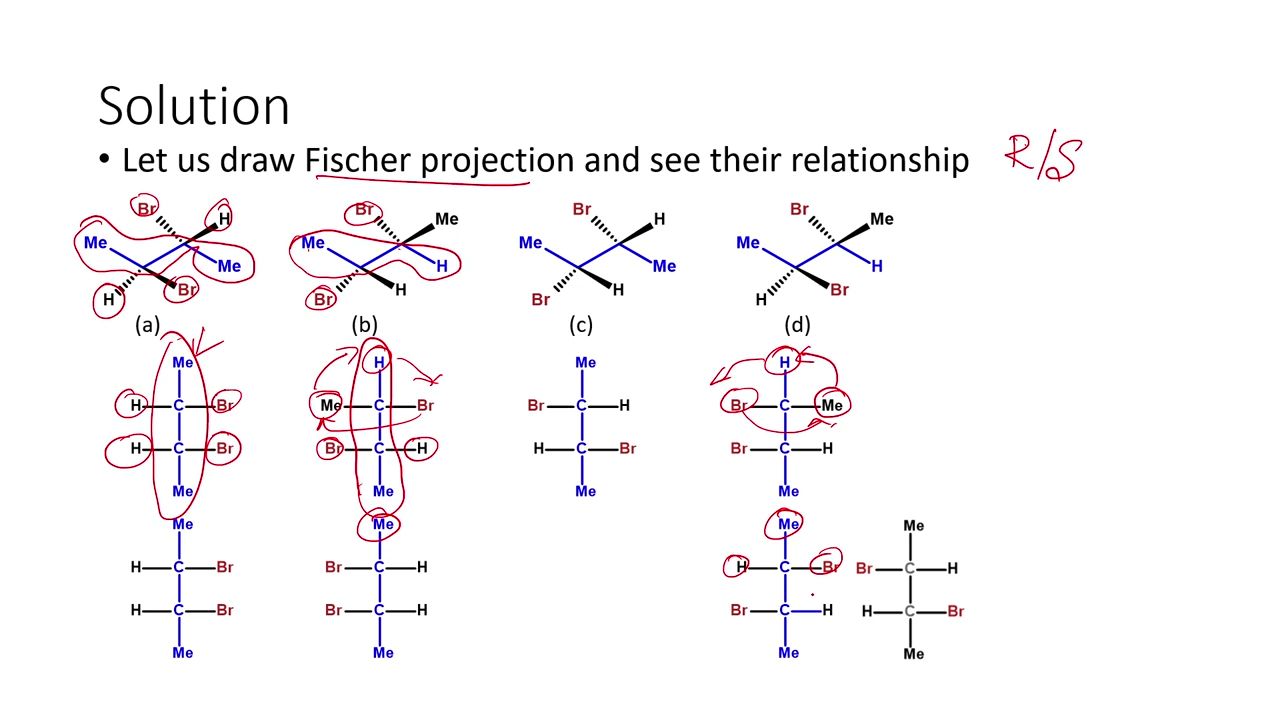 Solution
• Let us draw Fischer projection and see their relationship R/S
Br H Br Me Br H Br Me
Me Me Me H Me Me Me H
H Br Br H Br H H Br
(a) (b) (c) (d)
Me H Me H
H C Br Me C Br Br C H Br C Me
H C Br Br C H H C Br Br C H
Me Me Me Me
Me Me Me Me
H C Br Br C H H C Br Br C H
H C Br Br C H Br C H H C Br
Me Me Me Me